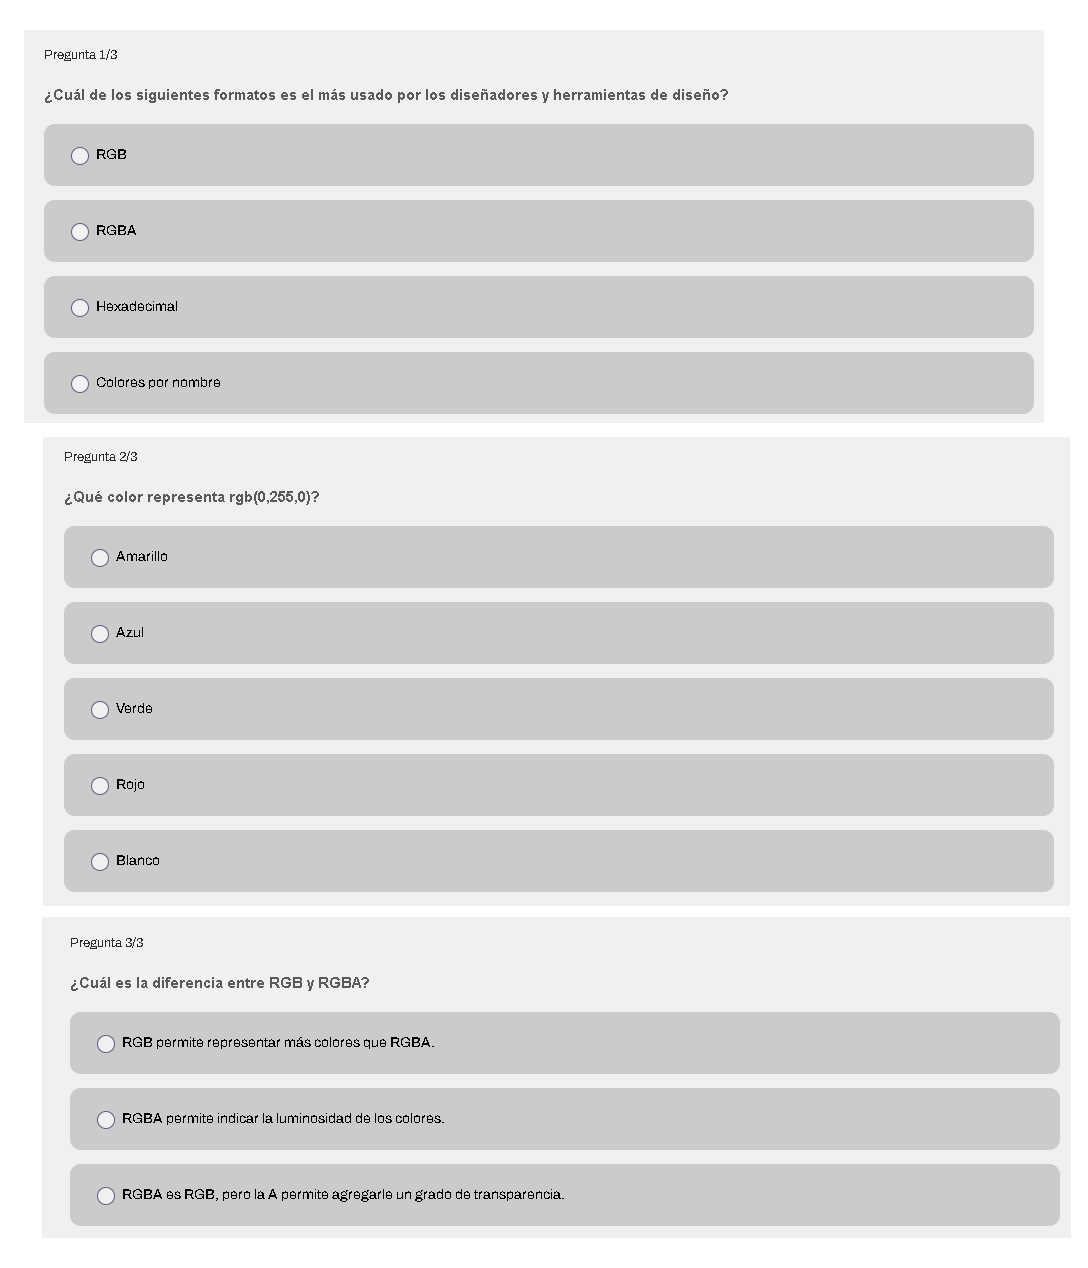 Pregunta 1/3
¿Cuál de los siguientes formatos es el más usado por los diseñadores y herramientas de diseño?
RGB
RGBA
Hexadecimal
Colores por nombre
Pregunta 2/3
¿Qué color representa rgb(0,255,0)?
Amarillo
Azul
Verde
Rojo
Blanco
Pregunta 3/3
¿Cuál es la diferencia entre RGB y RGBA?
RGB permite representar más colores que RGBA.
RGBA permite indicar la luminosidad de los colores.
RGBA es RGB, pero la A permite agregarle un grado de transparencia.